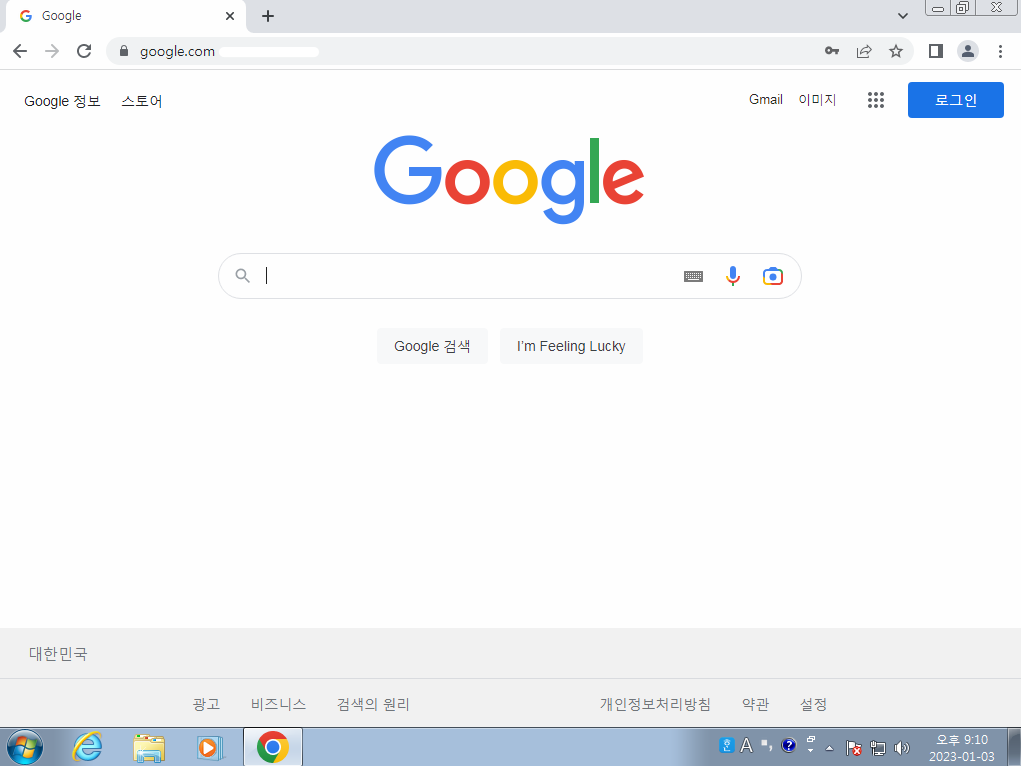 Google
google.com
Google 정보 스토어
Gmail 이미지 로그인
Google
Google 검색 I'm Feeling Lucky
대한민국
광고 비즈니스 검색의 원리 개인정보처리방침 약관 설정
A
오후 9:10
2023-01-03